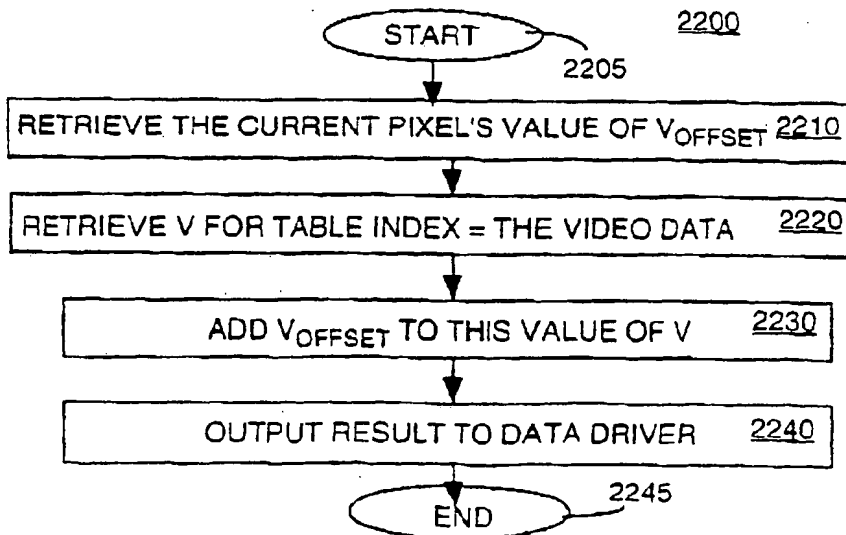 START
2200
2205
RETRIEVE THE CURRENT PIXEL'S VALUE OF VOFFSET 2210
RETRIEVE V FOR TABLE INDEX = THE VIDEO DATA 2220
ADD VOFFSET TO THIS VALUE OF V 2230
OUTPUT RESULT TO DATA DRIVER 2240
END
2245